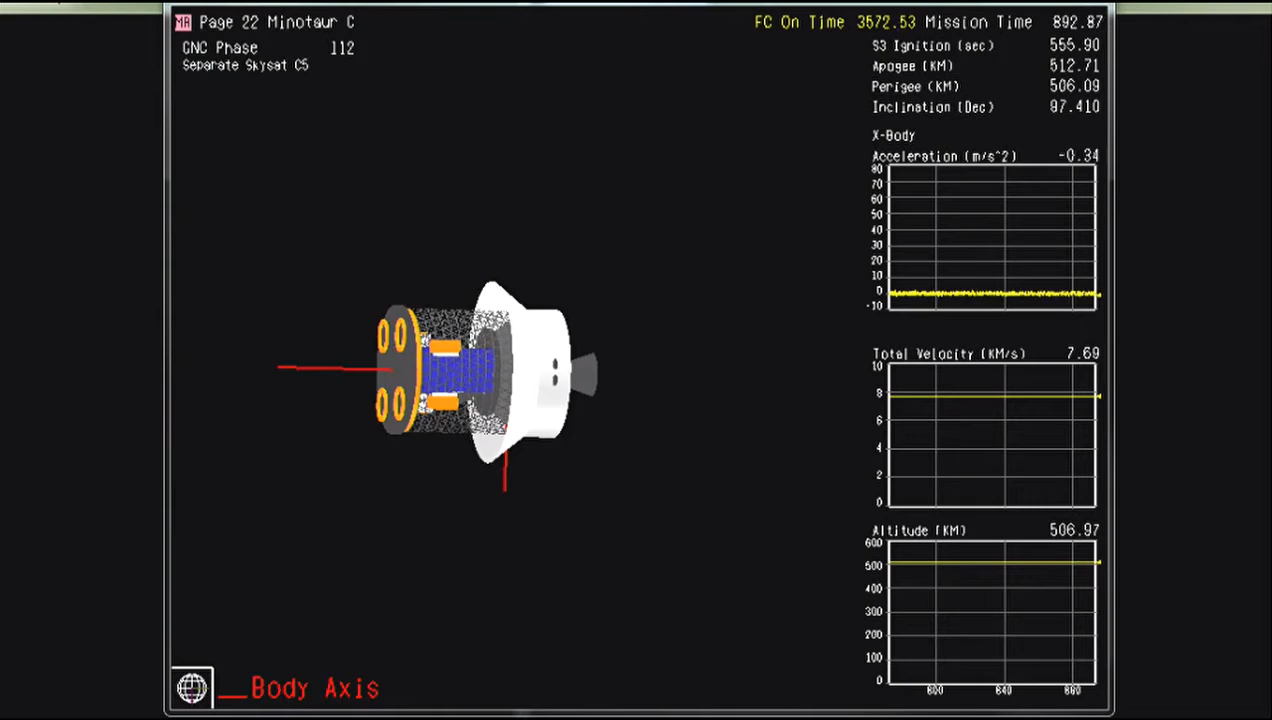 MR Page 22 Minotaur C
FC On Time 3572.53 Mission Time 892.87
GNC Phase 112
Separate Skysat C5
S3 Ignition (sec) 555.90
Apogee (KM) 512.71
Perigee (KM) 506.09
Inclination (Dec) 97.410
X-Body
Acceleration (m/s^2) -0.34
80
70
60
50
40
30
20
10
0
-10
Total Velocity (KM/s) 7.69
10
8
6
4
2
0
Altitude (KM) 506.97
600
500
400
300
200
100
0
800 840 880
Body Axis